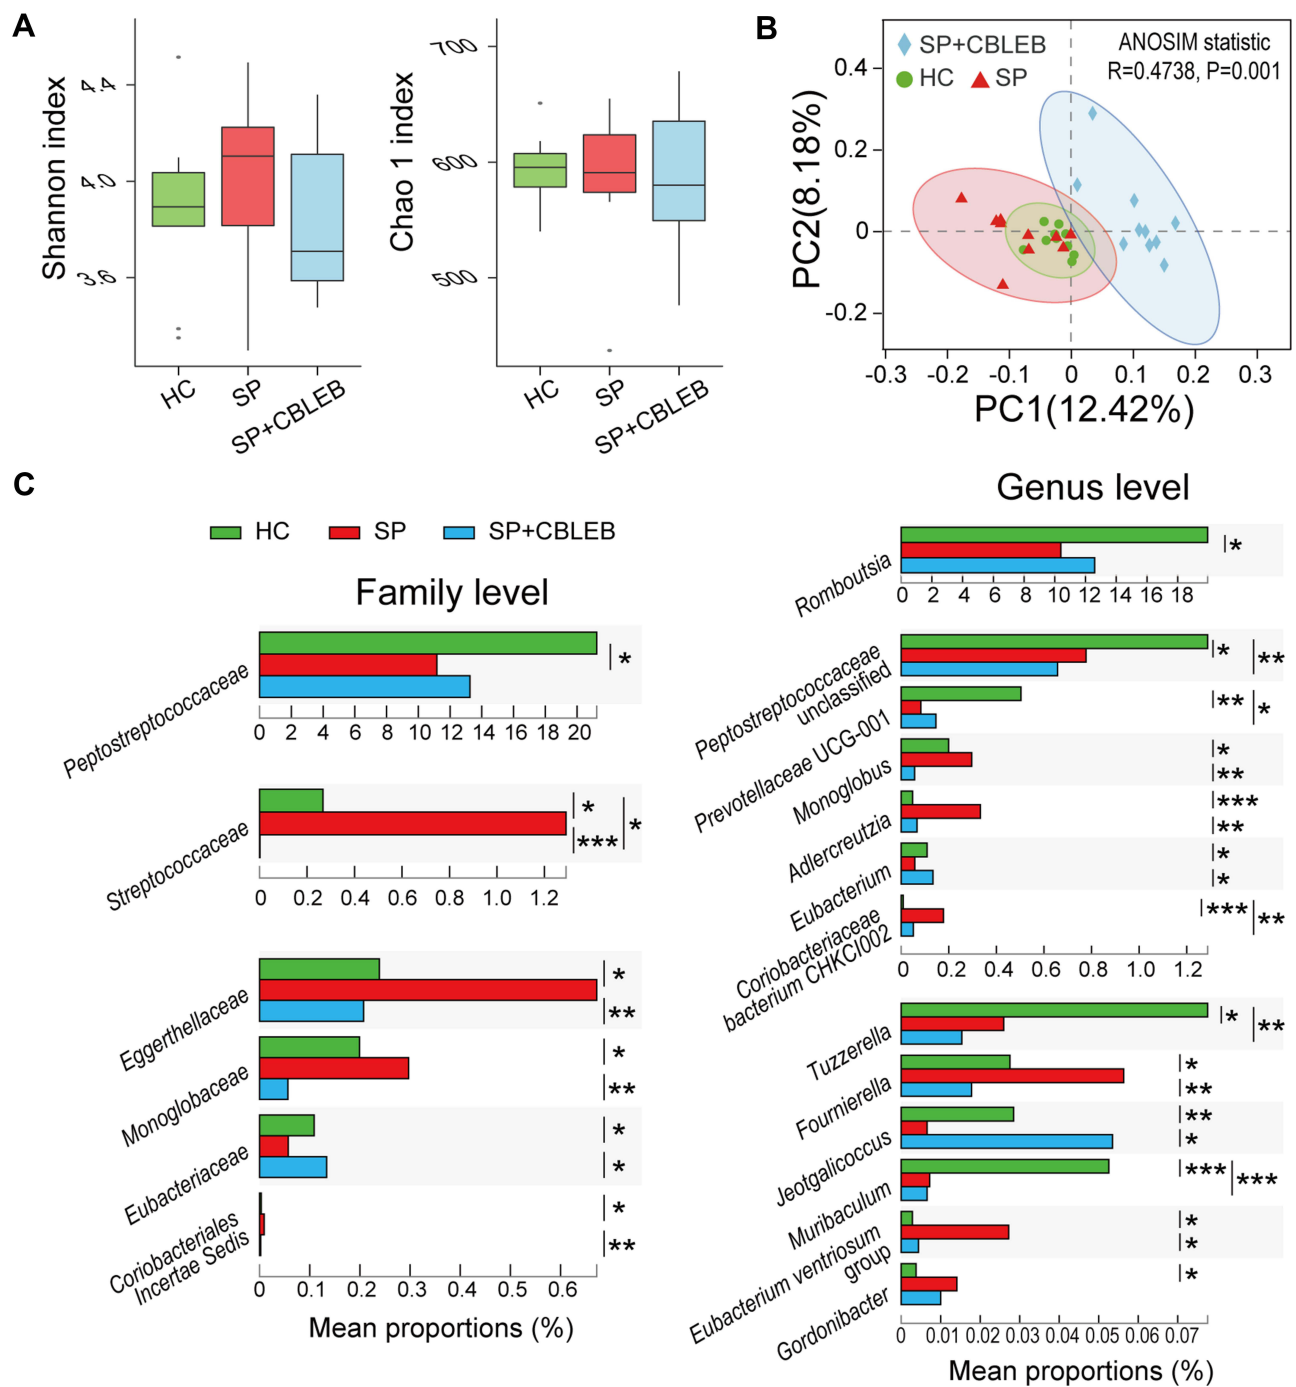 A
Shannon index
4.4
4.0
3.6
HC
SP
SP+CBLEB
Chao 1 index
700
600
500
HC
SP
SP+CBLEB
B
SP+CBLEB
HC
SP
ANOSIM statistic
R=0.4738, P=0.001
PC2(8.18%)
0.4
0.2
0
-0.2
-0.3 -0.2 -0.1 0 0.1 0.2 0.3
PC1(12.42%)
C
HC SP SP+CBLEB
Family level
Peptostreptococcaceae
*
0 2 4 6 8 10 12 14 16 18 20
Streptococcaceae
*
***
*
0 0.2 0.4 0.6 0.8 1.0 1.2
Eggerthellaceae
*
**
Monoglobaceae
*
**
Eubacteriaceae
*
*
Coriobacteriales
Incertae Sedis
*
**
0 0.1 0.2 0.3 0.4 0.5 0.6
Mean proportions (%)
Genus level
Romboutsia
*
0 2 4 6 8 10 12 14 16 18
Peptostreptococcaceae
unclassified
*
**
Prevotellaceae UCG-001
**
*
Monoglobus
*
**
Adlercreutzia
***
**
Eubacterium
*
*
Coriobacteriaceae
bacterium CHKCI002
***
**
0 0.2 0.4 0.6 0.8 1.0 1.2
Tuzzerella
*
**
Fournierella
*
**
Jeotgalicoccus
**
*
Muribaculum
***
***
Eubacterium ventriosum
group
*
*
Gordonibacter
*
0 0.01 0.02 0.03 0.04 0.05 0.06 0.07
Mean proportions (%)